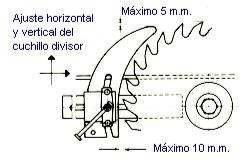 Ajuste horizontal
y vertical del
cuchillo divisor
Máximo 5 m.m.
Máximo 10 m.m.